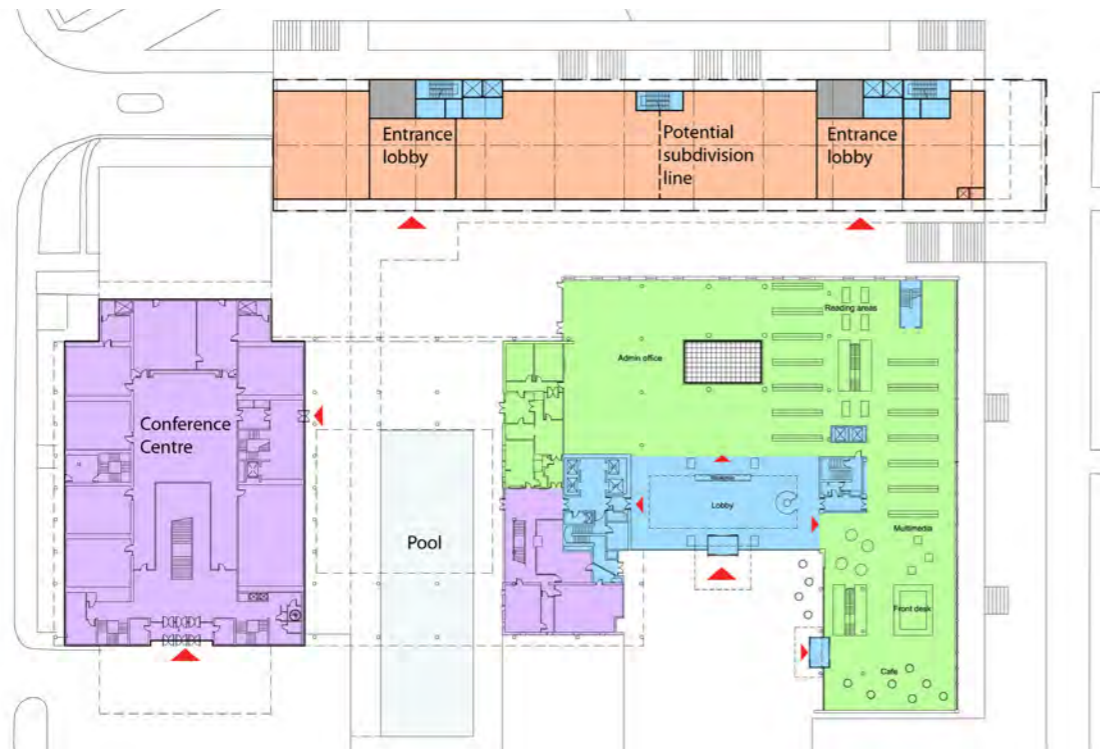 Entrance
lobby
Potential
subdivision
line
Entrance
lobby
Reading areas
Admin office
Conference
Centre
Lobby
Pool
Multimedia
Front desk
Cafe